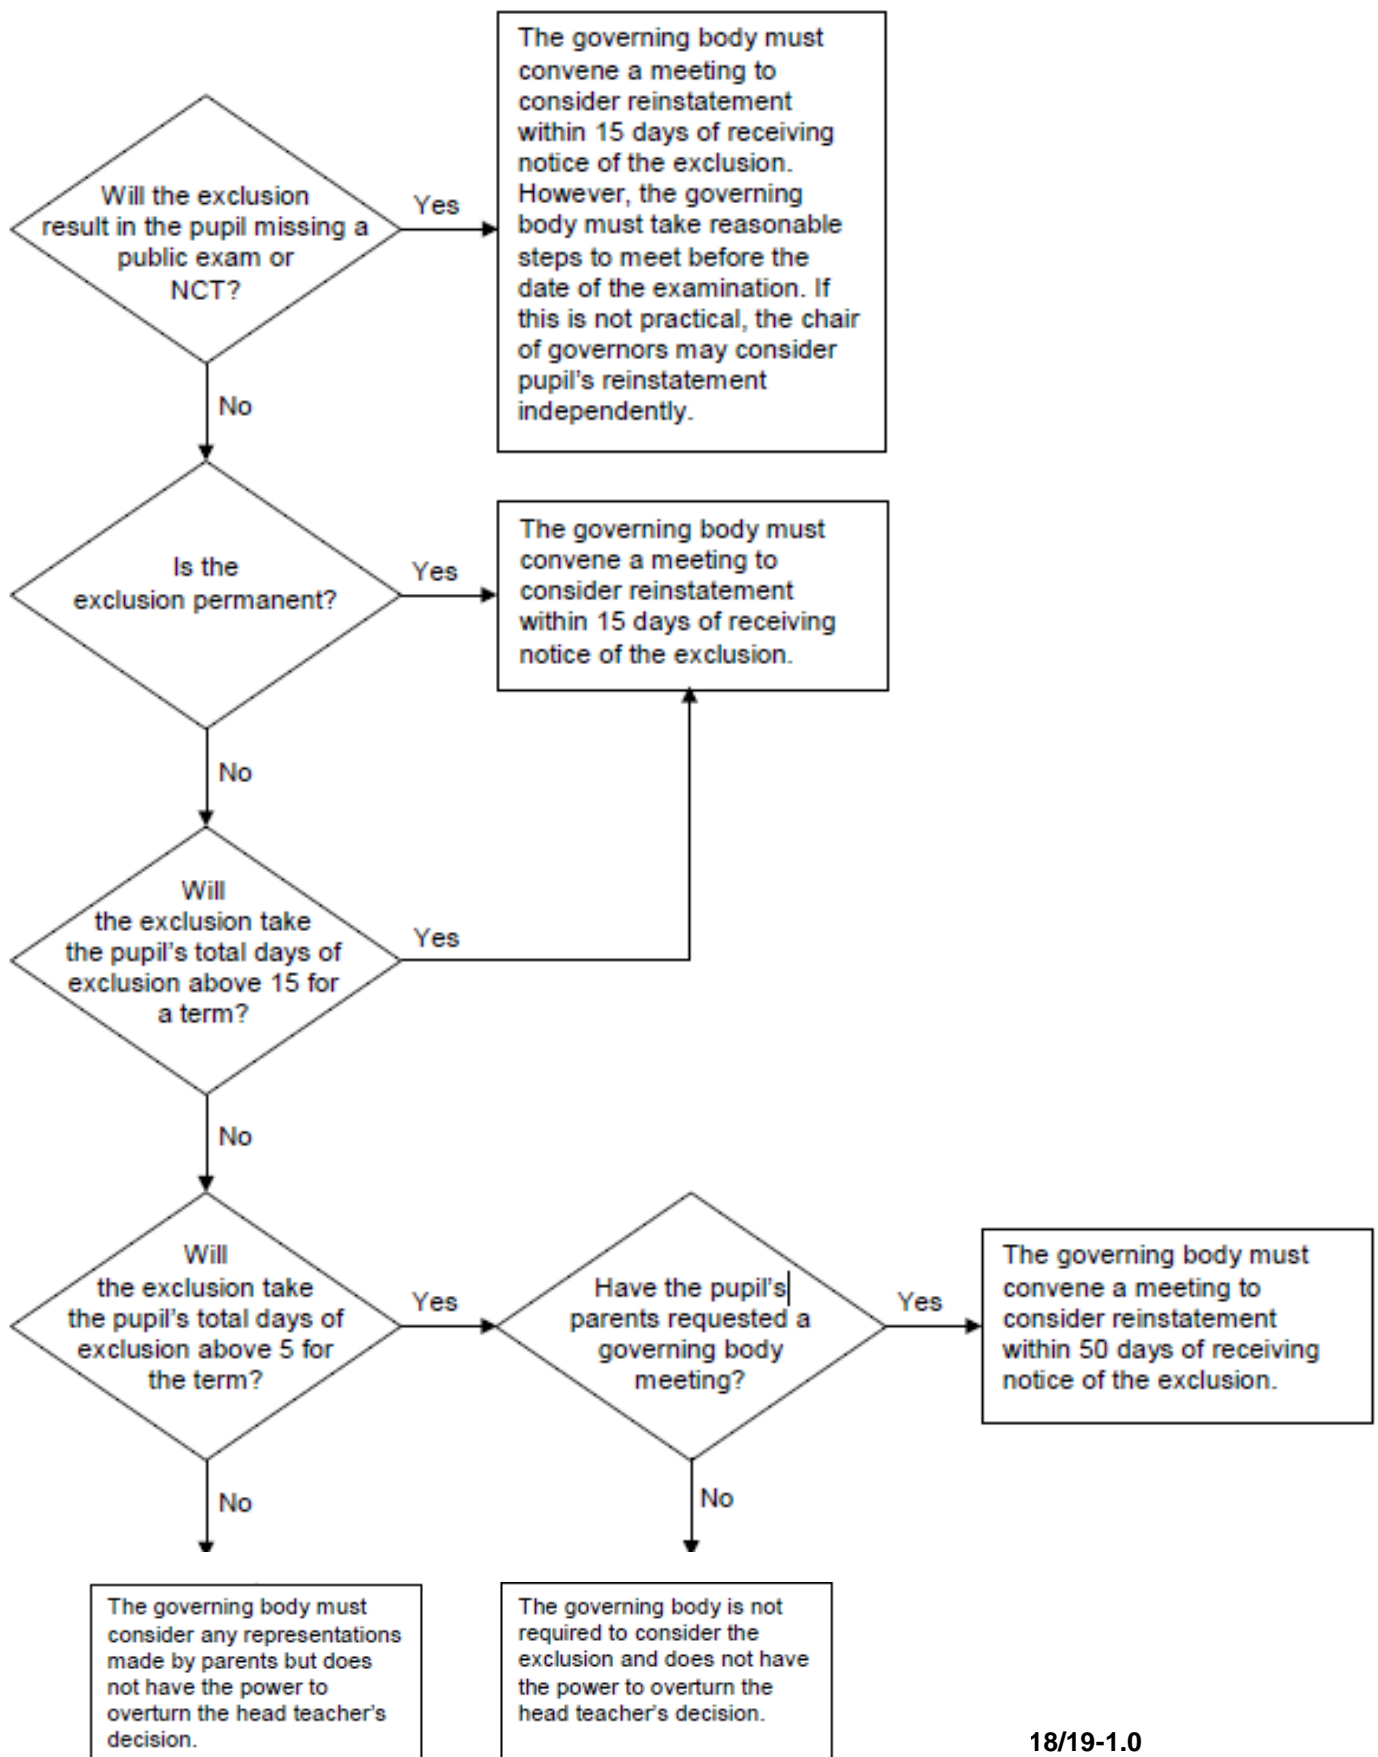 Will the exclusion
result in the pupil missing a
public exam or
NCT?
Yes
The governing body must
convene a meeting to
consider reinstatement
within 15 days of receiving
notice of the exclusion.
However, the governing
body must take reasonable
steps to meet before the
date of the examination. If
this is not practical, the chair
of governors may consider
pupil's reinstatement
independently.
No
Is the
exclusion permanent?
Yes
The governing body must
convene a meeting to
consider reinstatement
within 15 days of receiving
notice of the exclusion.
No
Will
the exclusion take
the pupil's total days of
exclusion above 15 for
a term?
Yes
No
Will
the exclusion take
the pupil's total days of
exclusion above 5 for
the term?
Yes
Have the pupil's
parents requested a
governing body
meeting?
Yes
The governing body must
convene a meeting to
consider reinstatement
within 50 days of receiving
notice of the exclusion.
No
No
The governing body must
consider any representations
made by parents but does
not have the power to
overturn the head teacher's
decision.
The governing body is not
required to consider the
exclusion and does not have
the power to overturn the
head teacher's decision.
18/19-1.0